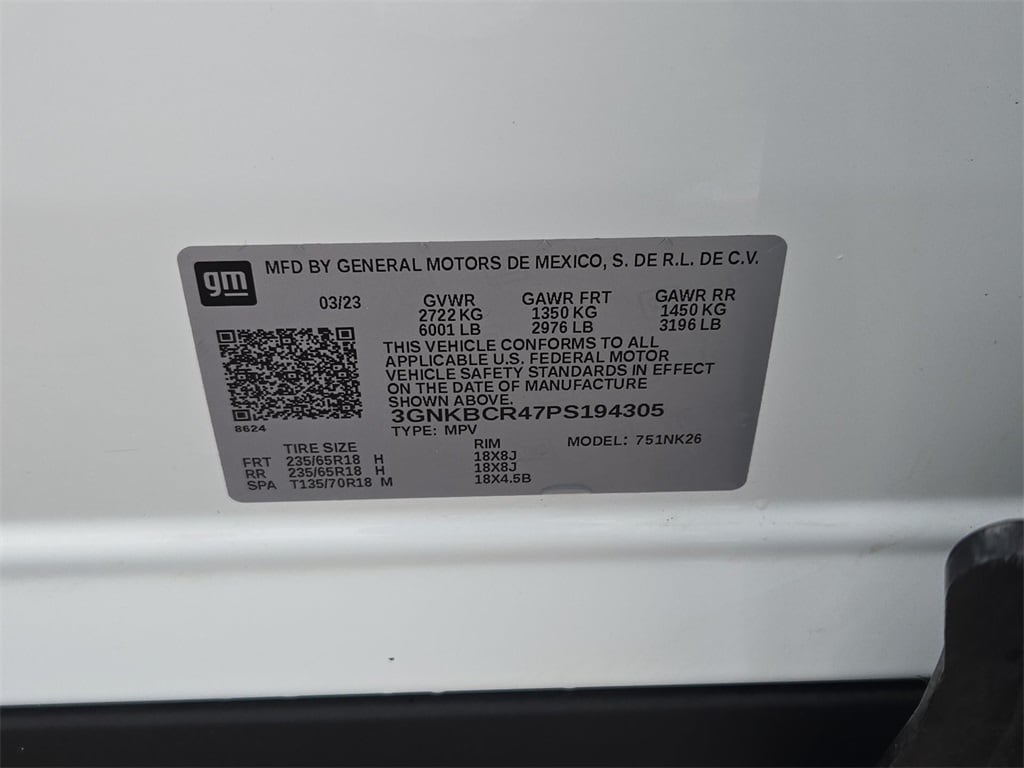 gm MFD BY GENERAL MOTORS DE MEXICO, S. DE R.L. DE C.V.
03/23 GVWR GAWR FRT GAWR RR
2722 KG 1350 KG 1450 KG
6001 LB 2976 LB 3196 LB
THIS VEHICLE CONFORMS TO ALL
APPLICABLE U.S. FEDERAL MOTOR
VEHICLE SAFETY STANDARDS IN EFFECT
ON THE DATE OF MANUFACTURE
SHOWN ABOVE.
3GNKBCR47PS194305
8624
TYPE: MPV
TIRE SIZE RIM MODEL: 751NK26
FRT 235/65R18 H 18X8J
RR 235/65R18 H 18X8J
SPA T135/70R18 M 18X4.5B